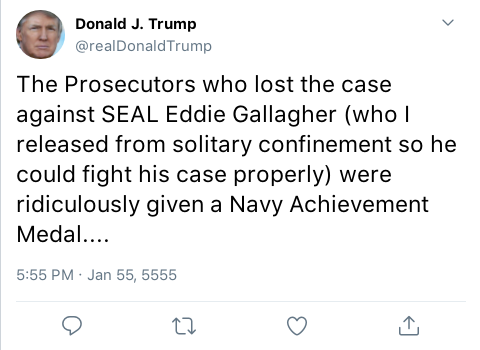 Donald J. Trump
@realDonaldTrump
The Prosecutors who lost the case
against SEAL Eddie Gallagher (who I
released from solitary confinement so he
could fight his case properly) were
ridiculously given a Navy Achievement
Medal....
5:55 PM · Jan 55, 5555